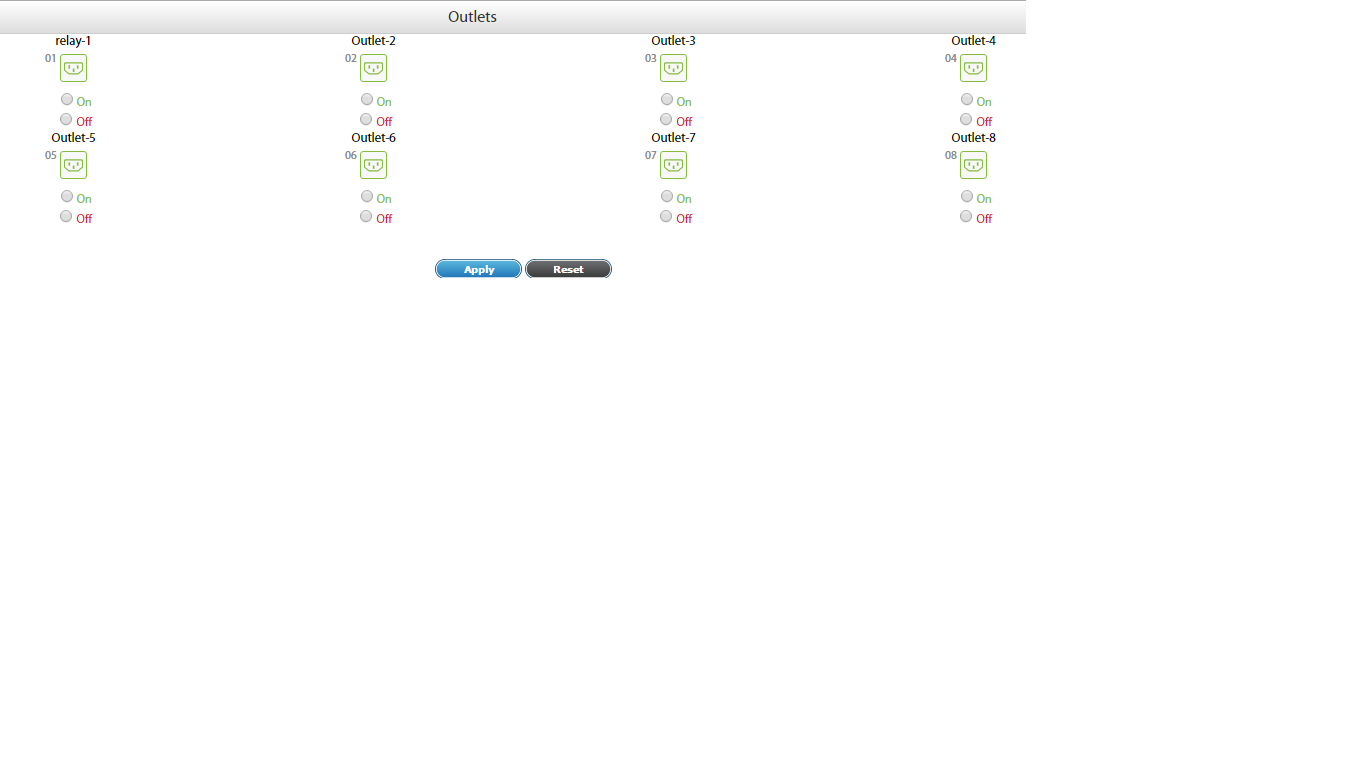 Outlets
relay-1 Outlet-2 Outlet-3 Outlet-4
01 02 03 04
On On On On
Off Off Off Off
Outlet-5 Outlet-6 Outlet-7 Outlet-8
05 06 07 08
On On On On
Off Off Off Off
Apply Reset